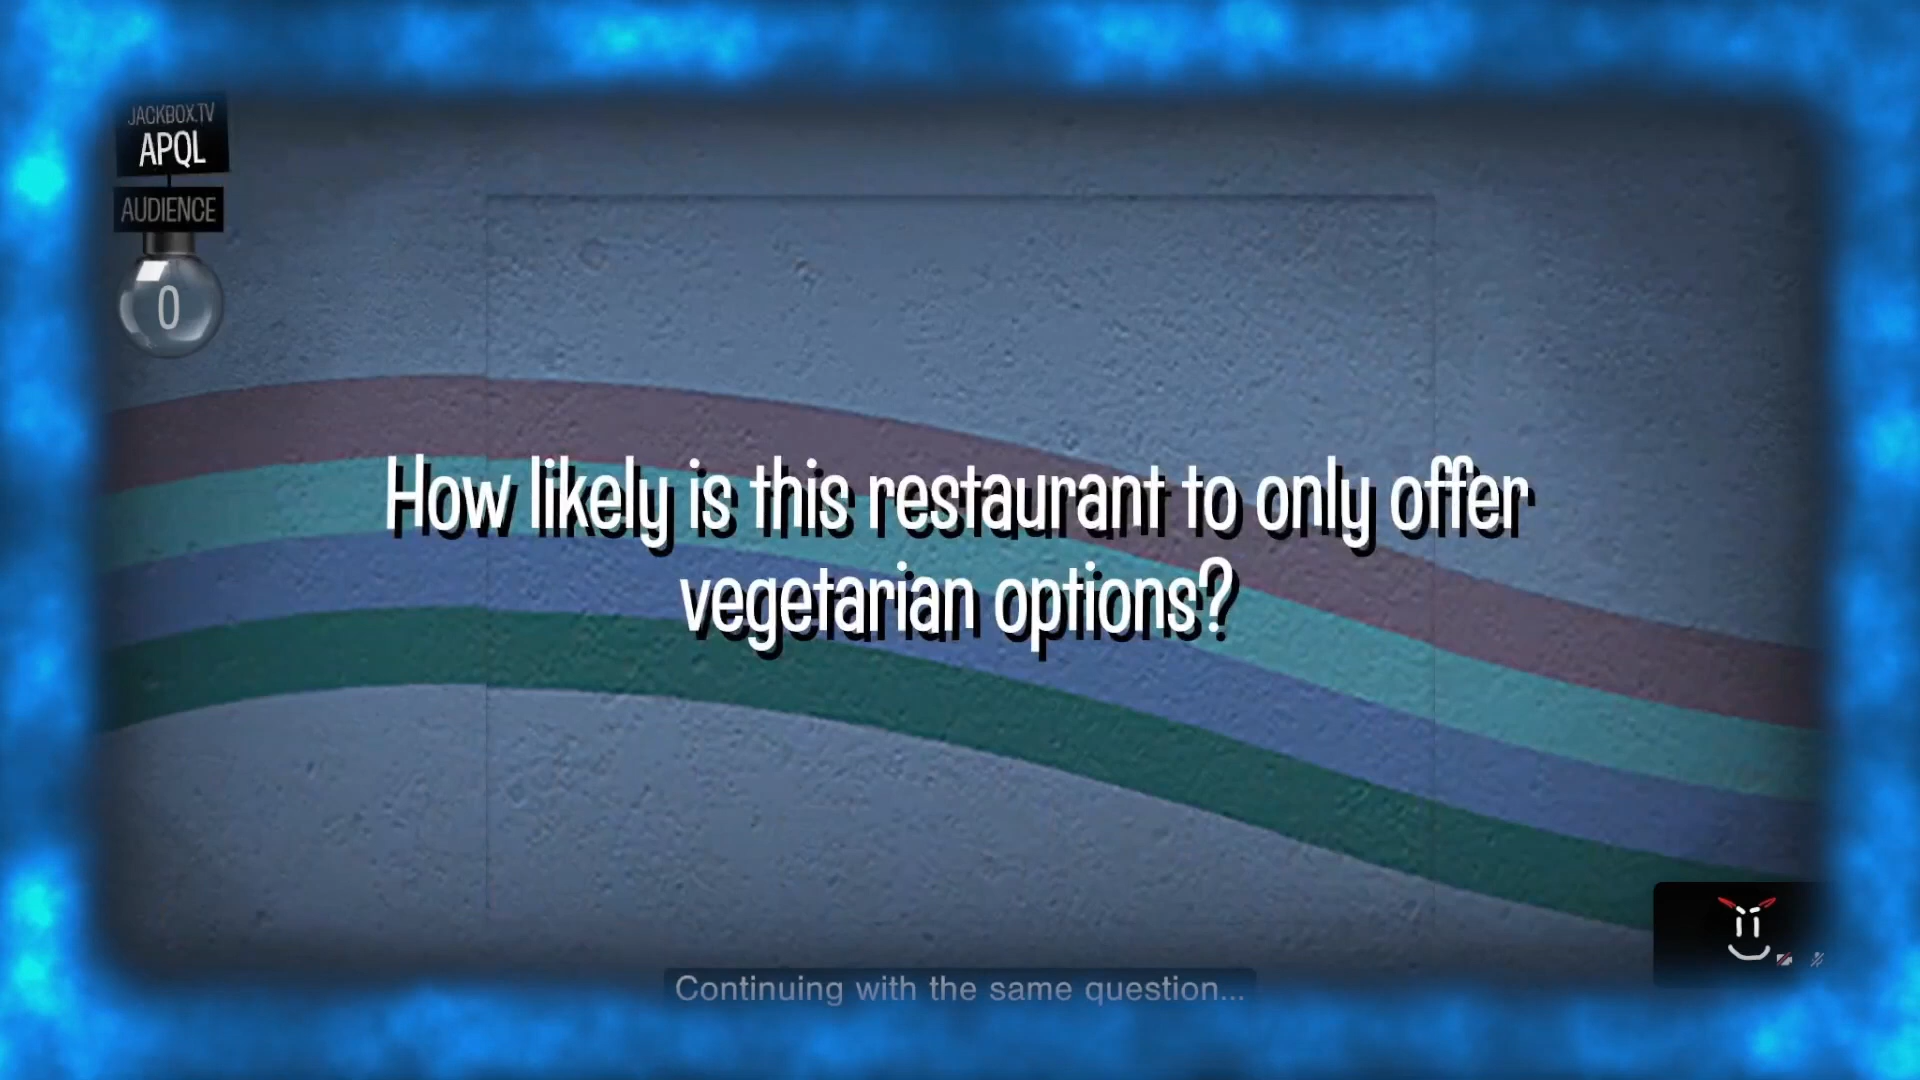 JACKBOX.TV
APQL
AUDIENCE
0
How likely is this restaurant to only offer
vegetarian options?
Continuing with the same question...